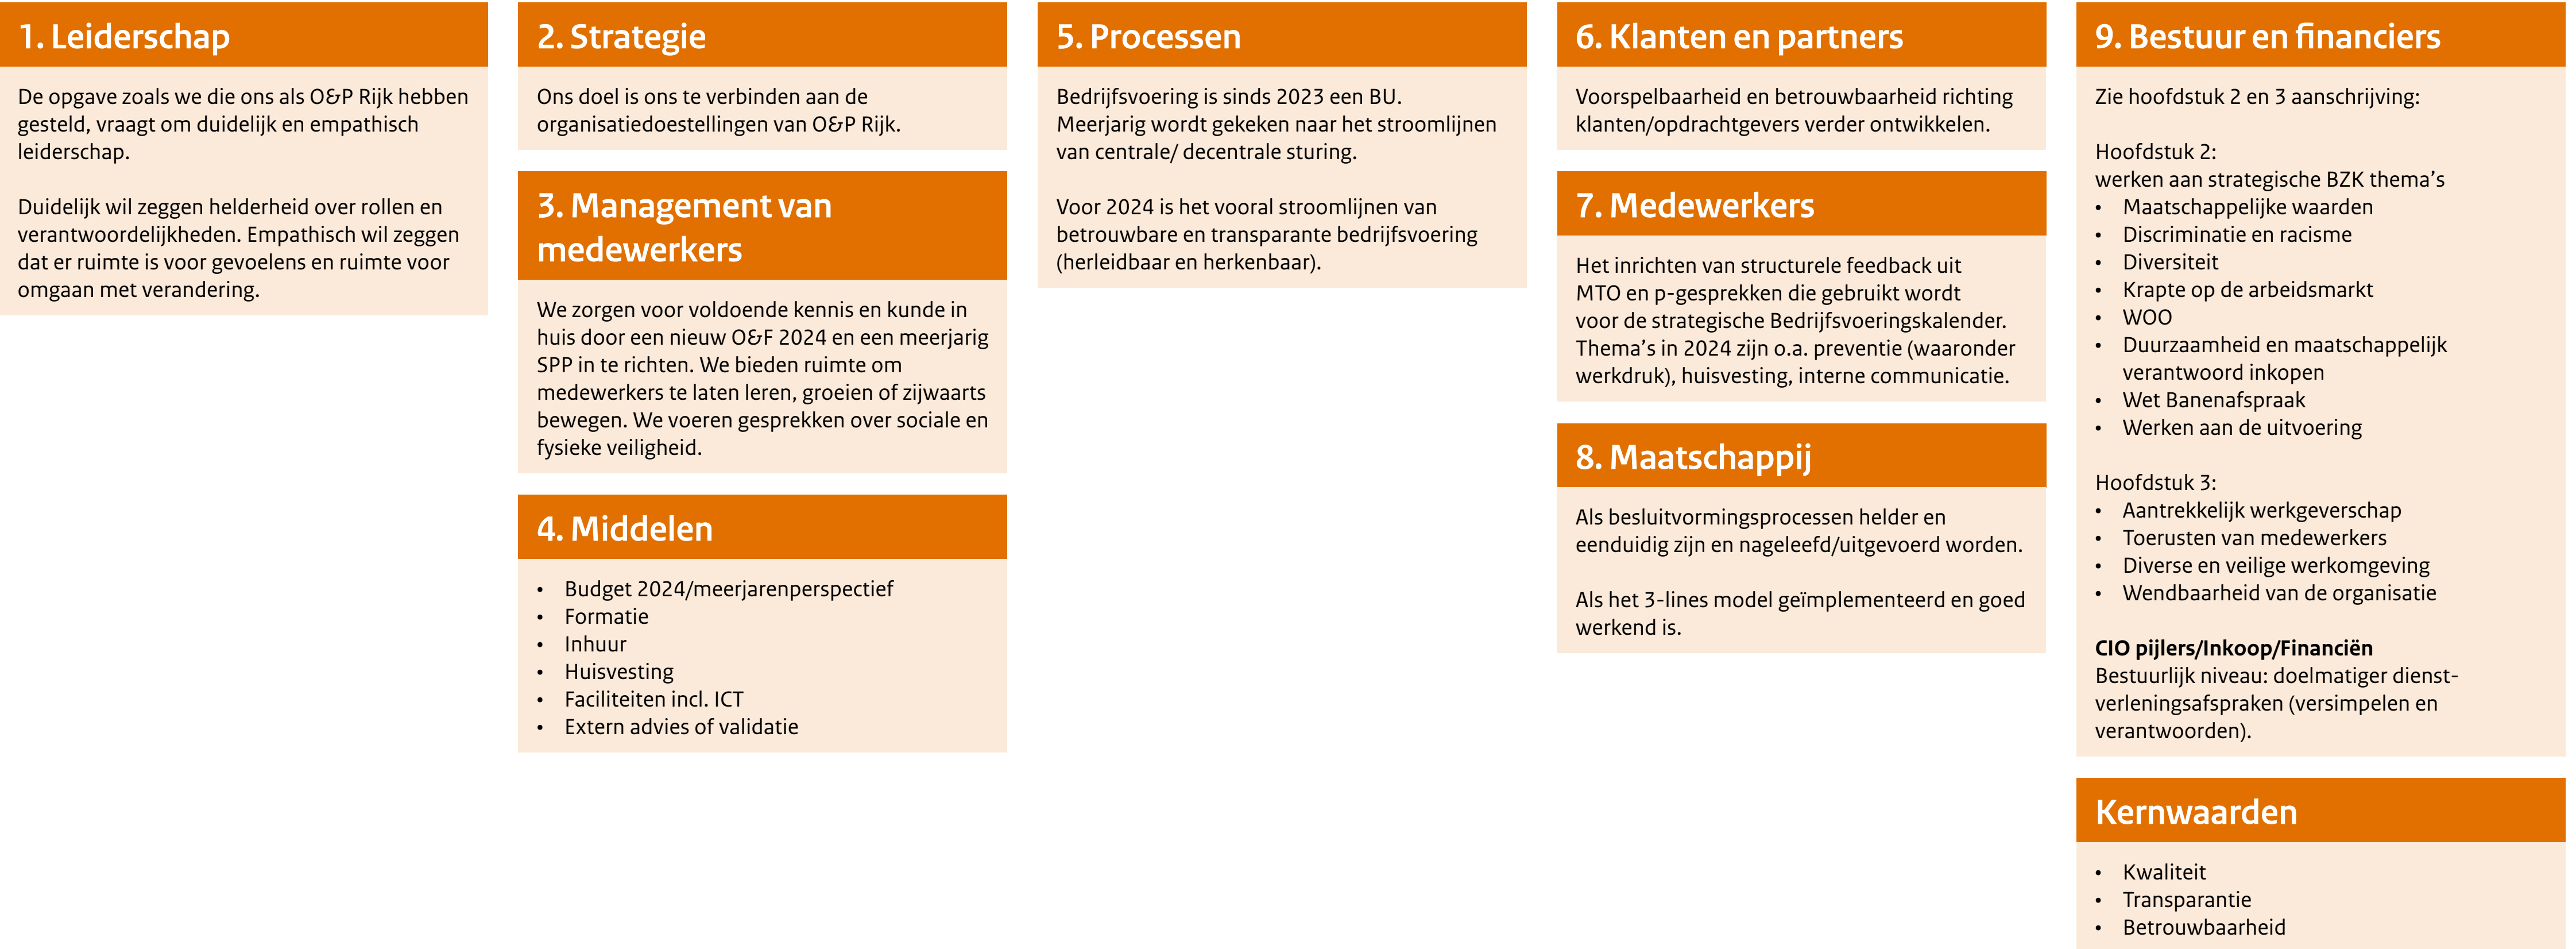 1. Leiderschap
De opgave zoals we die ons als O&P Rijk hebben
gesteld, vraagt om duidelijk en empathisch
leiderschap.
Duidelijk wil zeggen helderheid over rollen en
verantwoordelijkheden. Empathisch wil zeggen
dat er ruimte is voor gevoelens en ruimte voor
omgaan met verandering.
2. Strategie
Ons doel is ons te verbinden aan de
organisatiedoestellingen van O&P Rijk.
3. Management van
medewerkers
We zorgen voor voldoende kennis en kunde in
huis door een nieuw O&F 2024 en een meerjarig
SPP in te richten. We bieden ruimte om
medewerkers te laten leren, groeien of zijwaarts
bewegen. We voeren gesprekken over sociale en
fysieke veiligheid.
4. Middelen
• Budget 2024/meerjarenperspectief
• Formatie
• Inhuur
• Huisvesting
• Faciliteiten incl. ICT
• Extern advies of validatie
5. Processen
Bedrijfsvoering is sinds 2023 een BU.
Meerjarig wordt gekeken naar het stroomlijnen
van centrale/ decentrale sturing.
Voor 2024 is het vooral stroomlijnen van
betrouwbare en transparante bedrijfsvoering
(herleidbaar en herkenbaar).
6. Klanten en partners
Voorspelbaarheid en betrouwbaarheid richting
klanten/opdrachtgevers verder ontwikkelen.
7. Medewerkers
Het inrichten van structurele feedback uit
MTO en p-gesprekken die gebruikt wordt
voor de strategische Bedrijfsvoeringskalender.
Thema's in 2024 zijn o.a. preventie (waaronder
werkdruk), huisvesting, interne communicatie.
8. Maatschappij
Als besluitvormingsprocessen helder en
eenduidig zijn en nageleefd/uitgevoerd worden.
Als het 3-lines model geïmplementeerd en goed
werkend is.
9. Bestuur en financiers
Zie hoofdstuk 2 en 3 aanschrijving:
Hoofdstuk 2:
werken aan strategische BZK thema's
• Maatschappelijke waarden
• Discriminatie en racisme
• Diversiteit
• Krapte op de arbeidsmarkt
• WOO
• Duurzaamheid en maatschappelijk
verantwoord inkopen
• Wet Banenafspraak
• Werken aan de uitvoering
Hoofdstuk 3:
• Aantrekkelijk werkgeverschap
• Toerusten van medewerkers
• Diverse en veilige werkomgeving
• Wendbaarheid van de organisatie
CIO pijlers/Inkoop/Financiën
Bestuurlijk niveau: doelmatiger dienst-
verleningsafspraken (versimpelen en
verantwoorden).
Kernwaarden
• Kwaliteit
• Transparantie
• Betrouwbaarheid